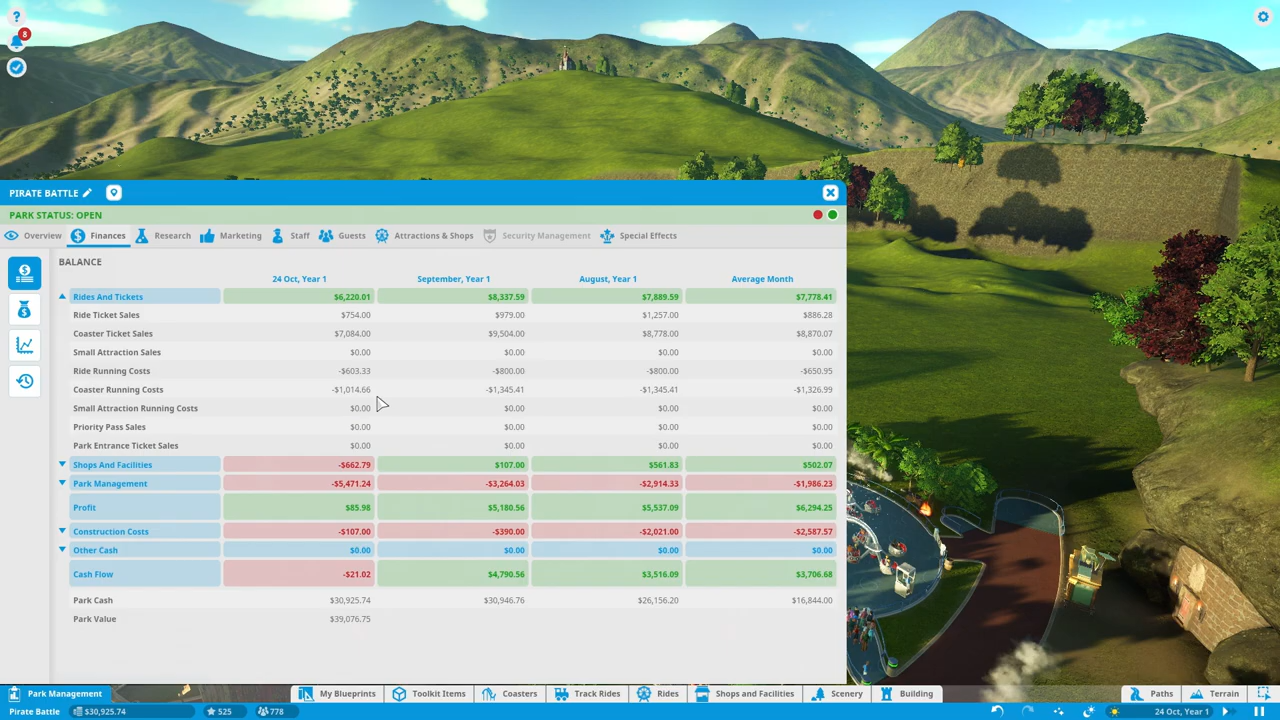 ?
8
PIRATE BATTLE
PARK STATUS: OPEN
Overview Finances Research Marketing Staff Guests Attractions & Shops Security Management Special Effects
BALANCE
24 Oct, Year 1 September, Year 1 August, Year 1 Average Month
Rides And Tickets $6,220.01 $8,337.59 $7,889.59 $7,778.41
Ride Ticket Sales $754.00 $979.00 $1,257.00 $886.28
Coaster Ticket Sales $7,084.00 $9,504.00 $8,778.00 $8,870.07
Small Attraction Sales $0.00 $0.00 $0.00 $0.00
Ride Running Costs -$603.33 -$800.00 -$800.00 -$650.95
Coaster Running Costs -$1,014.66 -$1,345.41 -$1,345.41 -$1,326.99
Small Attraction Running Costs $0.00 $0.00 $0.00 $0.00
Priority Pass Sales $0.00 $0.00 $0.00 $0.00
Park Entrance Ticket Sales $0.00 $0.00 $0.00 $0.00
Shops And Facilities -$662.79 $107.00 $561.83 $502.07
Park Management -$5,471.24 -$3,264.03 -$2,914.33 -$1,986.23
Profit $85.98 $5,180.56 $5,537.09 $6,294.25
Construction Costs -$107.00 -$390.00 -$2,021.00 -$2,587.57
Other Cash $0.00 $0.00 $0.00 $0.00
Cash Flow -$21.02 $4,790.56 $3,516.09 $3,706.68
Park Cash $30,925.74 $30,946.76 $26,156.20 $16,844.00
Park Value $39,076.75
Park Management My Blueprints Toolkit Items Coasters Track Rides Rides Shops and Facilities Scenery Building Paths Terrain
Pirate Battle $30,925.74 525 778 24 Oct, Year 1